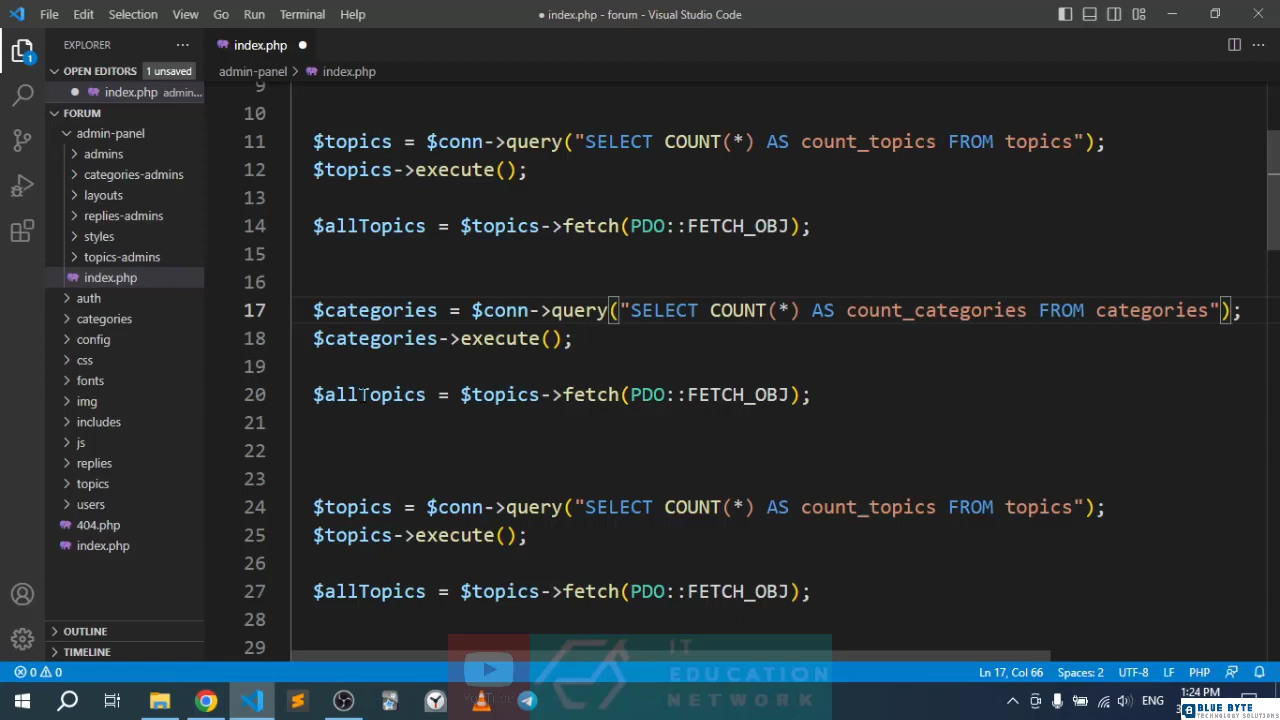 File Edit Selection View Go Run Terminal Help
● index.php - forum - Visual Studio Code
EXPLORER
index.php
OPEN EDITORS 1 unsaved
admin-panel > index.php
index.php admin...
FORUM
admin-panel
admins
categories-admins
layouts
replies-admins
styles
topics-admins
index.php
auth
categories
config
css
fonts
img
includes
js
replies
topics
users
404.php
index.php
OUTLINE
TIMELINE
9
10
11 $topics = $conn->query("SELECT COUNT(*) AS count_topics FROM topics");
12 $topics->execute();
13
14 $allTopics = $topics->fetch(PDO::FETCH_OBJ);
15
16
17 $categories = $conn->query("SELECT COUNT(*) AS count_categories FROM categories");
18 $categories->execute();
19
20 $allTopics = $topics->fetch(PDO::FETCH_OBJ);
21
22
23
24 $topics = $conn->query("SELECT COUNT(*) AS count_topics FROM topics");
25 $topics->execute();
26
27 $allTopics = $topics->fetch(PDO::FETCH_OBJ);
28
29
IT
EDUCATION
NETWORK
0 0
Ln 17, Col 66 Spaces: 2 UTF-8 LF PHP
ENG
1:24 PM
BLUE BYTE
TECHNOLOGY SOLUTIONS